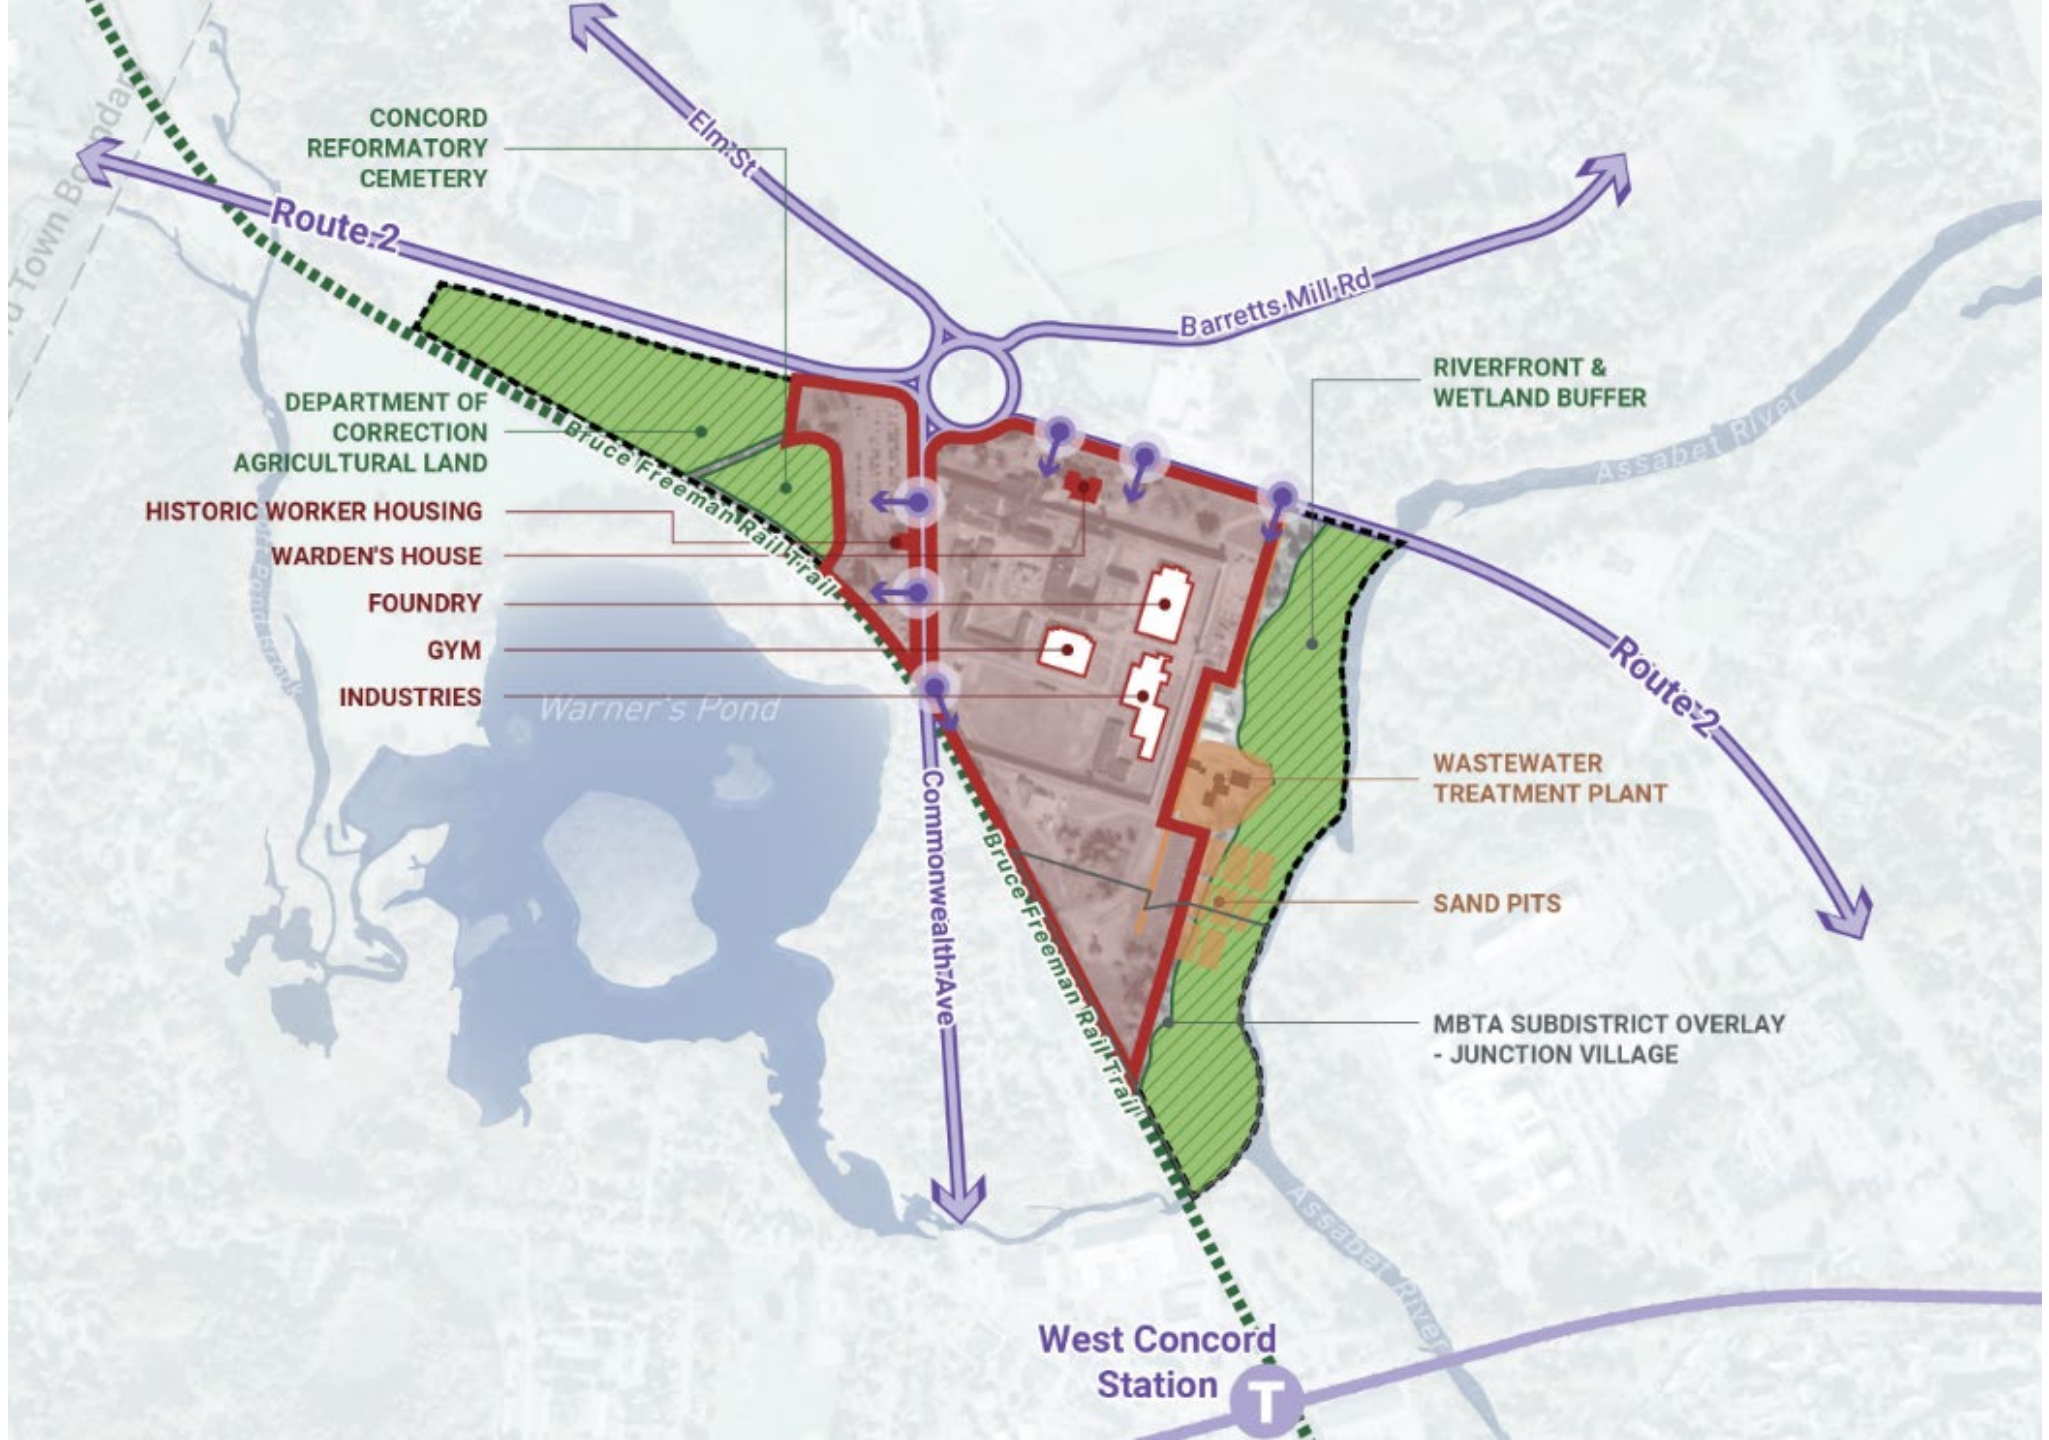 Town Boundary
Elm St
CONCORD
REFORMATORY
CEMETERY
Route 2
Barretts Mill Rd
RIVERFRONT &
WETLAND BUFFER
Assabet River
DEPARTMENT OF
CORRECTION
AGRICULTURAL LAND
Bruce Freeman Rail Trail
HISTORIC WORKER HOUSING
WARDEN'S HOUSE
FOUNDRY
GYM
INDUSTRIES
Warner's Pond
Route 2
WASTEWATER
TREATMENT PLANT
Commonwealth Ave
Bruce Freeman Rail Trail
SAND PITS
MBTA SUBDISTRICT OVERLAY
- JUNCTION VILLAGE
Assabet River
West Concord
Station
T